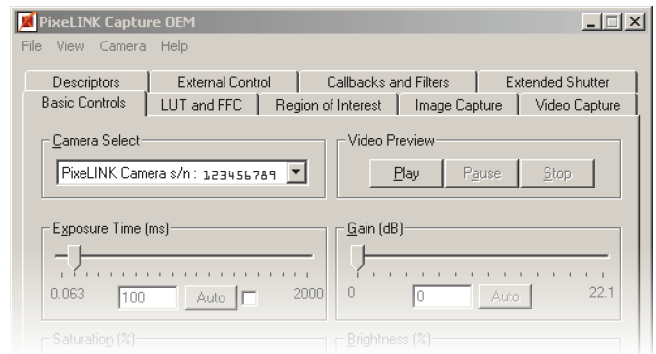 PixeLINK Capture OEM
File View Camera Help
Descriptors External Control Callbacks and Filters Extended Shutter
Basic Controls LUT and FFC Region of Interest Image Capture Video Capture
Camera Select
PixeLINK Camera s/n : 123456789
Video Preview
Play Pause Stop
Exposure Time (ms)
0.063 100 Auto 2000
Gain (dB)
0 0 Auto 22.1
Saturation (%)
Brightness (%)